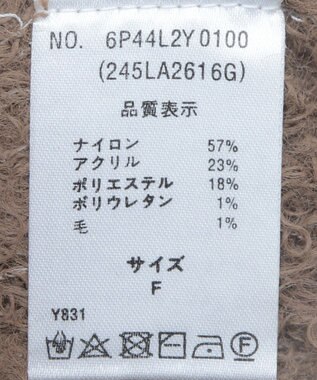 NO. 6P44L2Y0100
(245LA2616G)
品質表示
ナイロン 57%
アクリル 23%
ポリエステル 18%
ポリウレタン 1%
毛 1%
サイズ
F
Y831
F